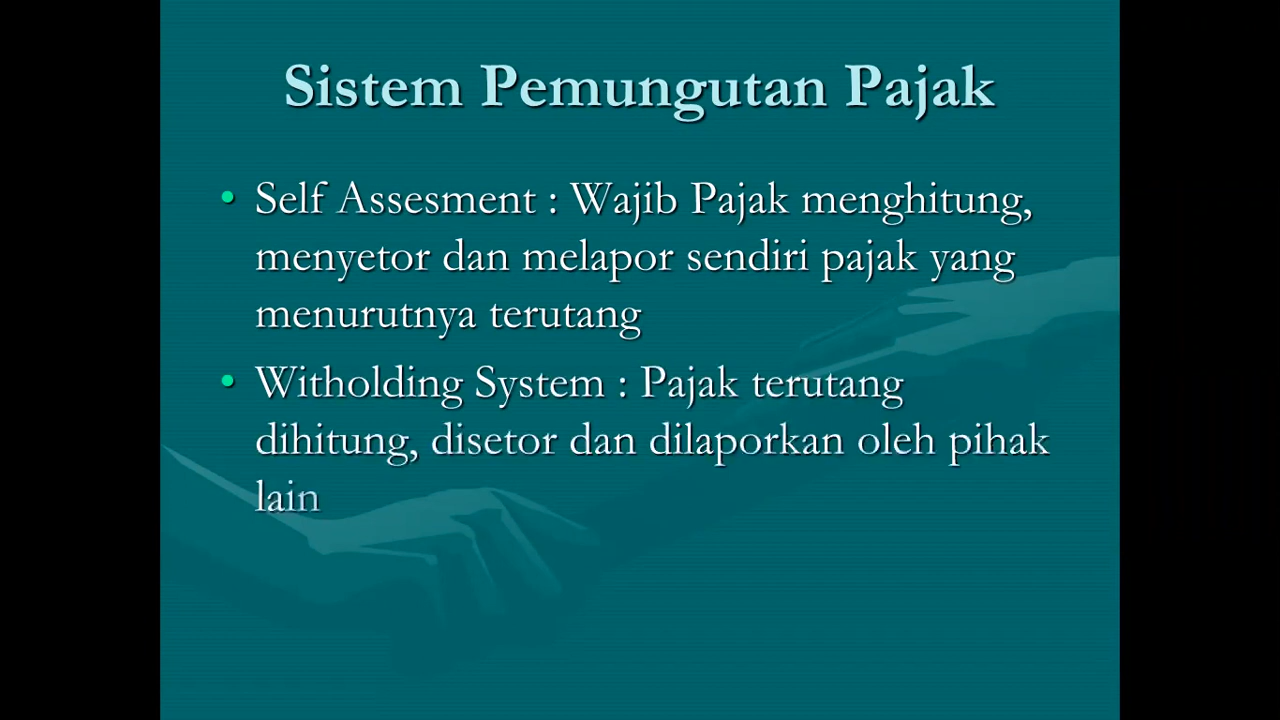 Sistem Pemungutan Pajak
• Self Assesment : Wajib Pajak menghitung,
menyetor dan melapor sendiri pajak yang
menurutnya terutang
• Witholding System : Pajak terutang
dihitung, disetor dan dilaporkan oleh pihak
lain